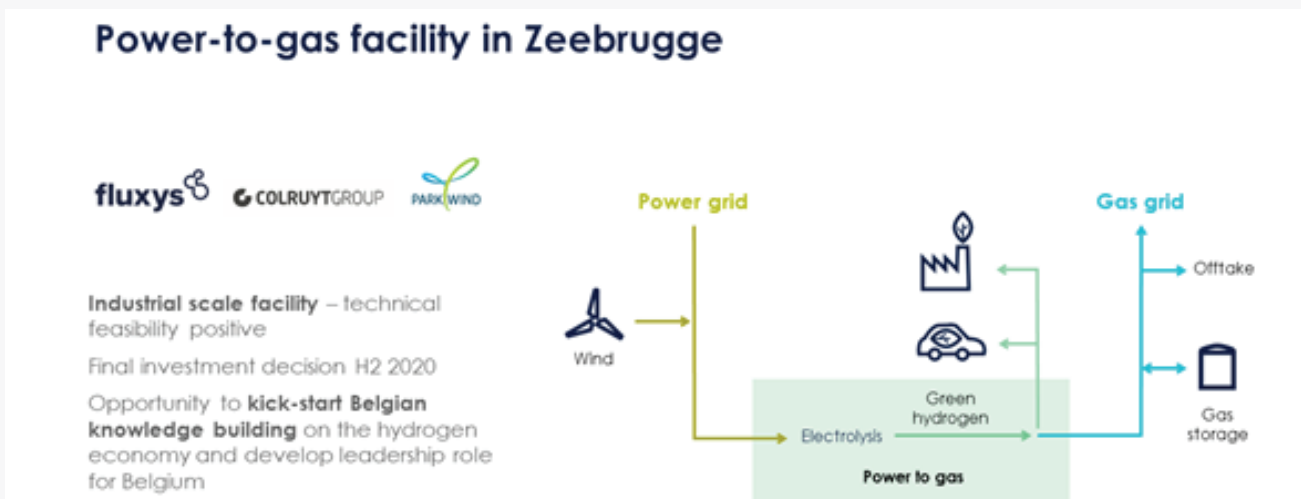 Power-to-gas facility in Zeebrugge
fluxys
COLRUYTGROUP
PARKWIND
Industrial scale facility – technical
feasibility positive
Final investment decision H2 2020
Opportunity to kick-start Belgian
knowledge building on the hydrogen
economy and develop leadership role
for Belgium
Power grid
Gas grid
Offtake
Wind
Green
hydrogen
Gas
storage
Electrolysis
Power to gas